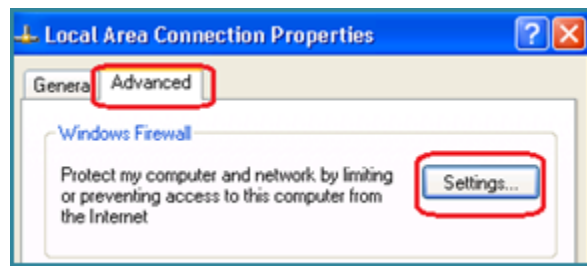 Local Area Connection Properties
General Advanced
Windows Firewall
Protect my computer and network by limiting
or preventing access to this computer from
the Internet
Settings...